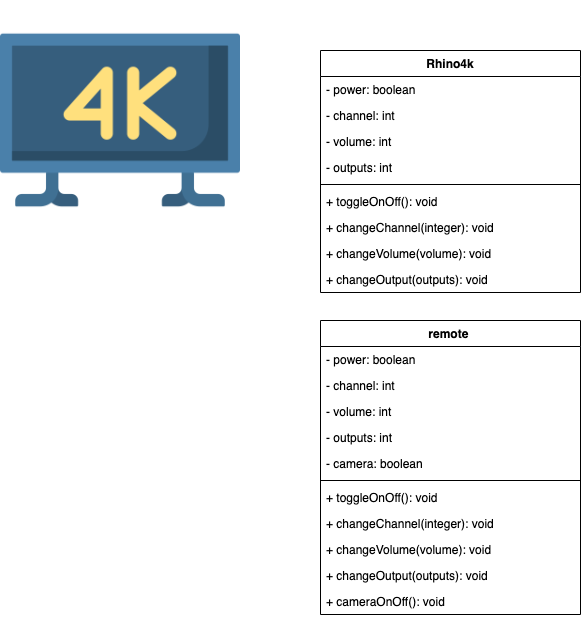 4K
Rhino4k
- power: boolean
- channel: int
- volume: int
- outputs: int
+ toggleOnOff(): void
+ changeChannel(integer): void
+ changeVolume(volume): void
+ changeOutput(outputs): void
remote
- power: boolean
- channel: int
- volume: int
- outputs: int
- camera: boolean
+ toggleOnOff(): void
+ changeChannel(integer): void
+ changeVolume(volume): void
+ changeOutput(outputs): void
+ cameraOnOff(): void